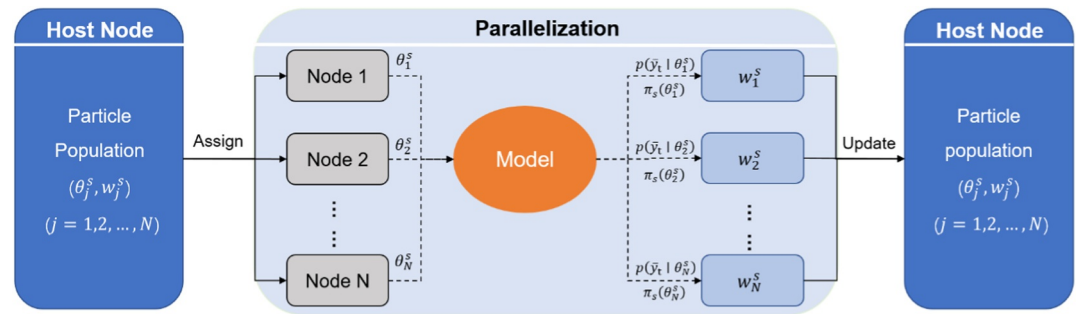 Host Node
Particle
Population
(θ_j^s, w_j^s)
(j = 1,2, …, N)
Assign
Parallelization
Node 1
θ_1^s
Node 2
θ_2^s
⋮
⋮
Node N
θ_N^s
Model
p(ȳ_t | θ_1^s)
π_s(θ_1^s)
p(ȳ_t | θ_2^s)
π_s(θ_2^s)
p(ȳ_t | θ_N^s)
π_s(θ_N^s)
w_1^s
w_2^s
⋮
⋮
w_N^s
Update
Host Node
Particle
population
(θ_j^s, w_j^s)
(j = 1,2, …, N)